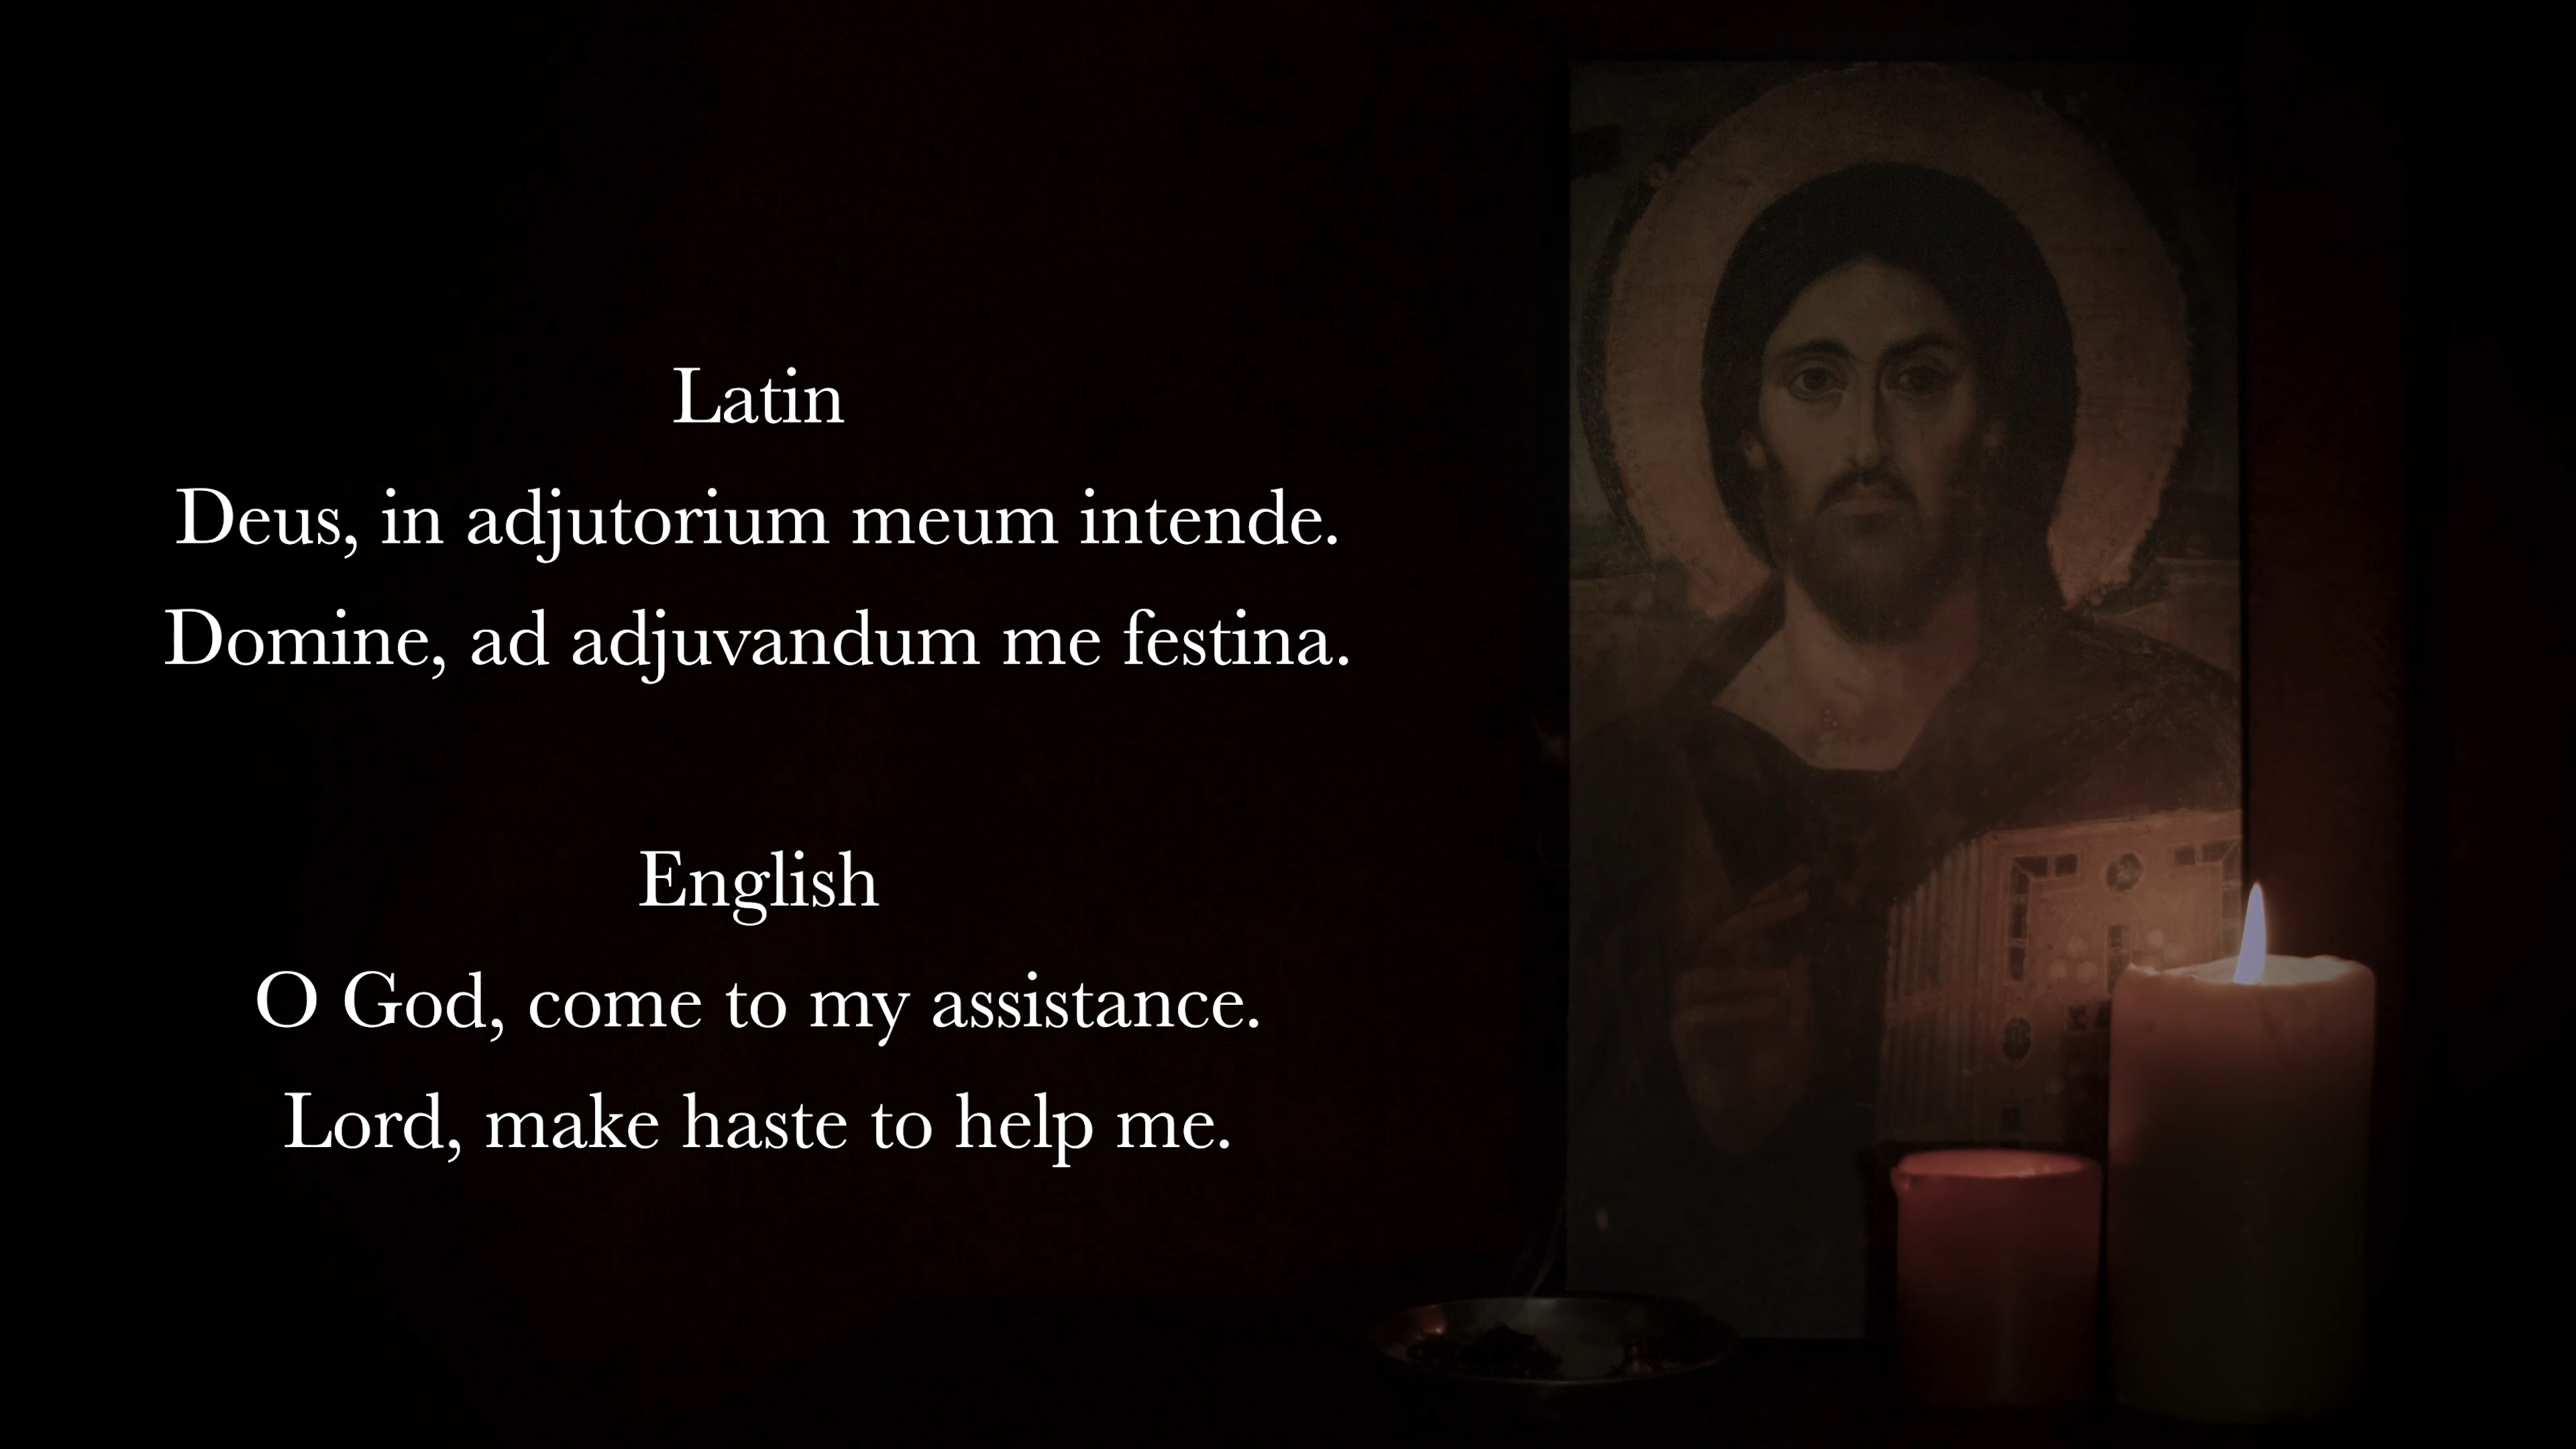 Latin
Deus, in adjutorium meum intende.
Domine, ad adjuvandum me festina.
English
O God, come to my assistance.
Lord, make haste to help me.